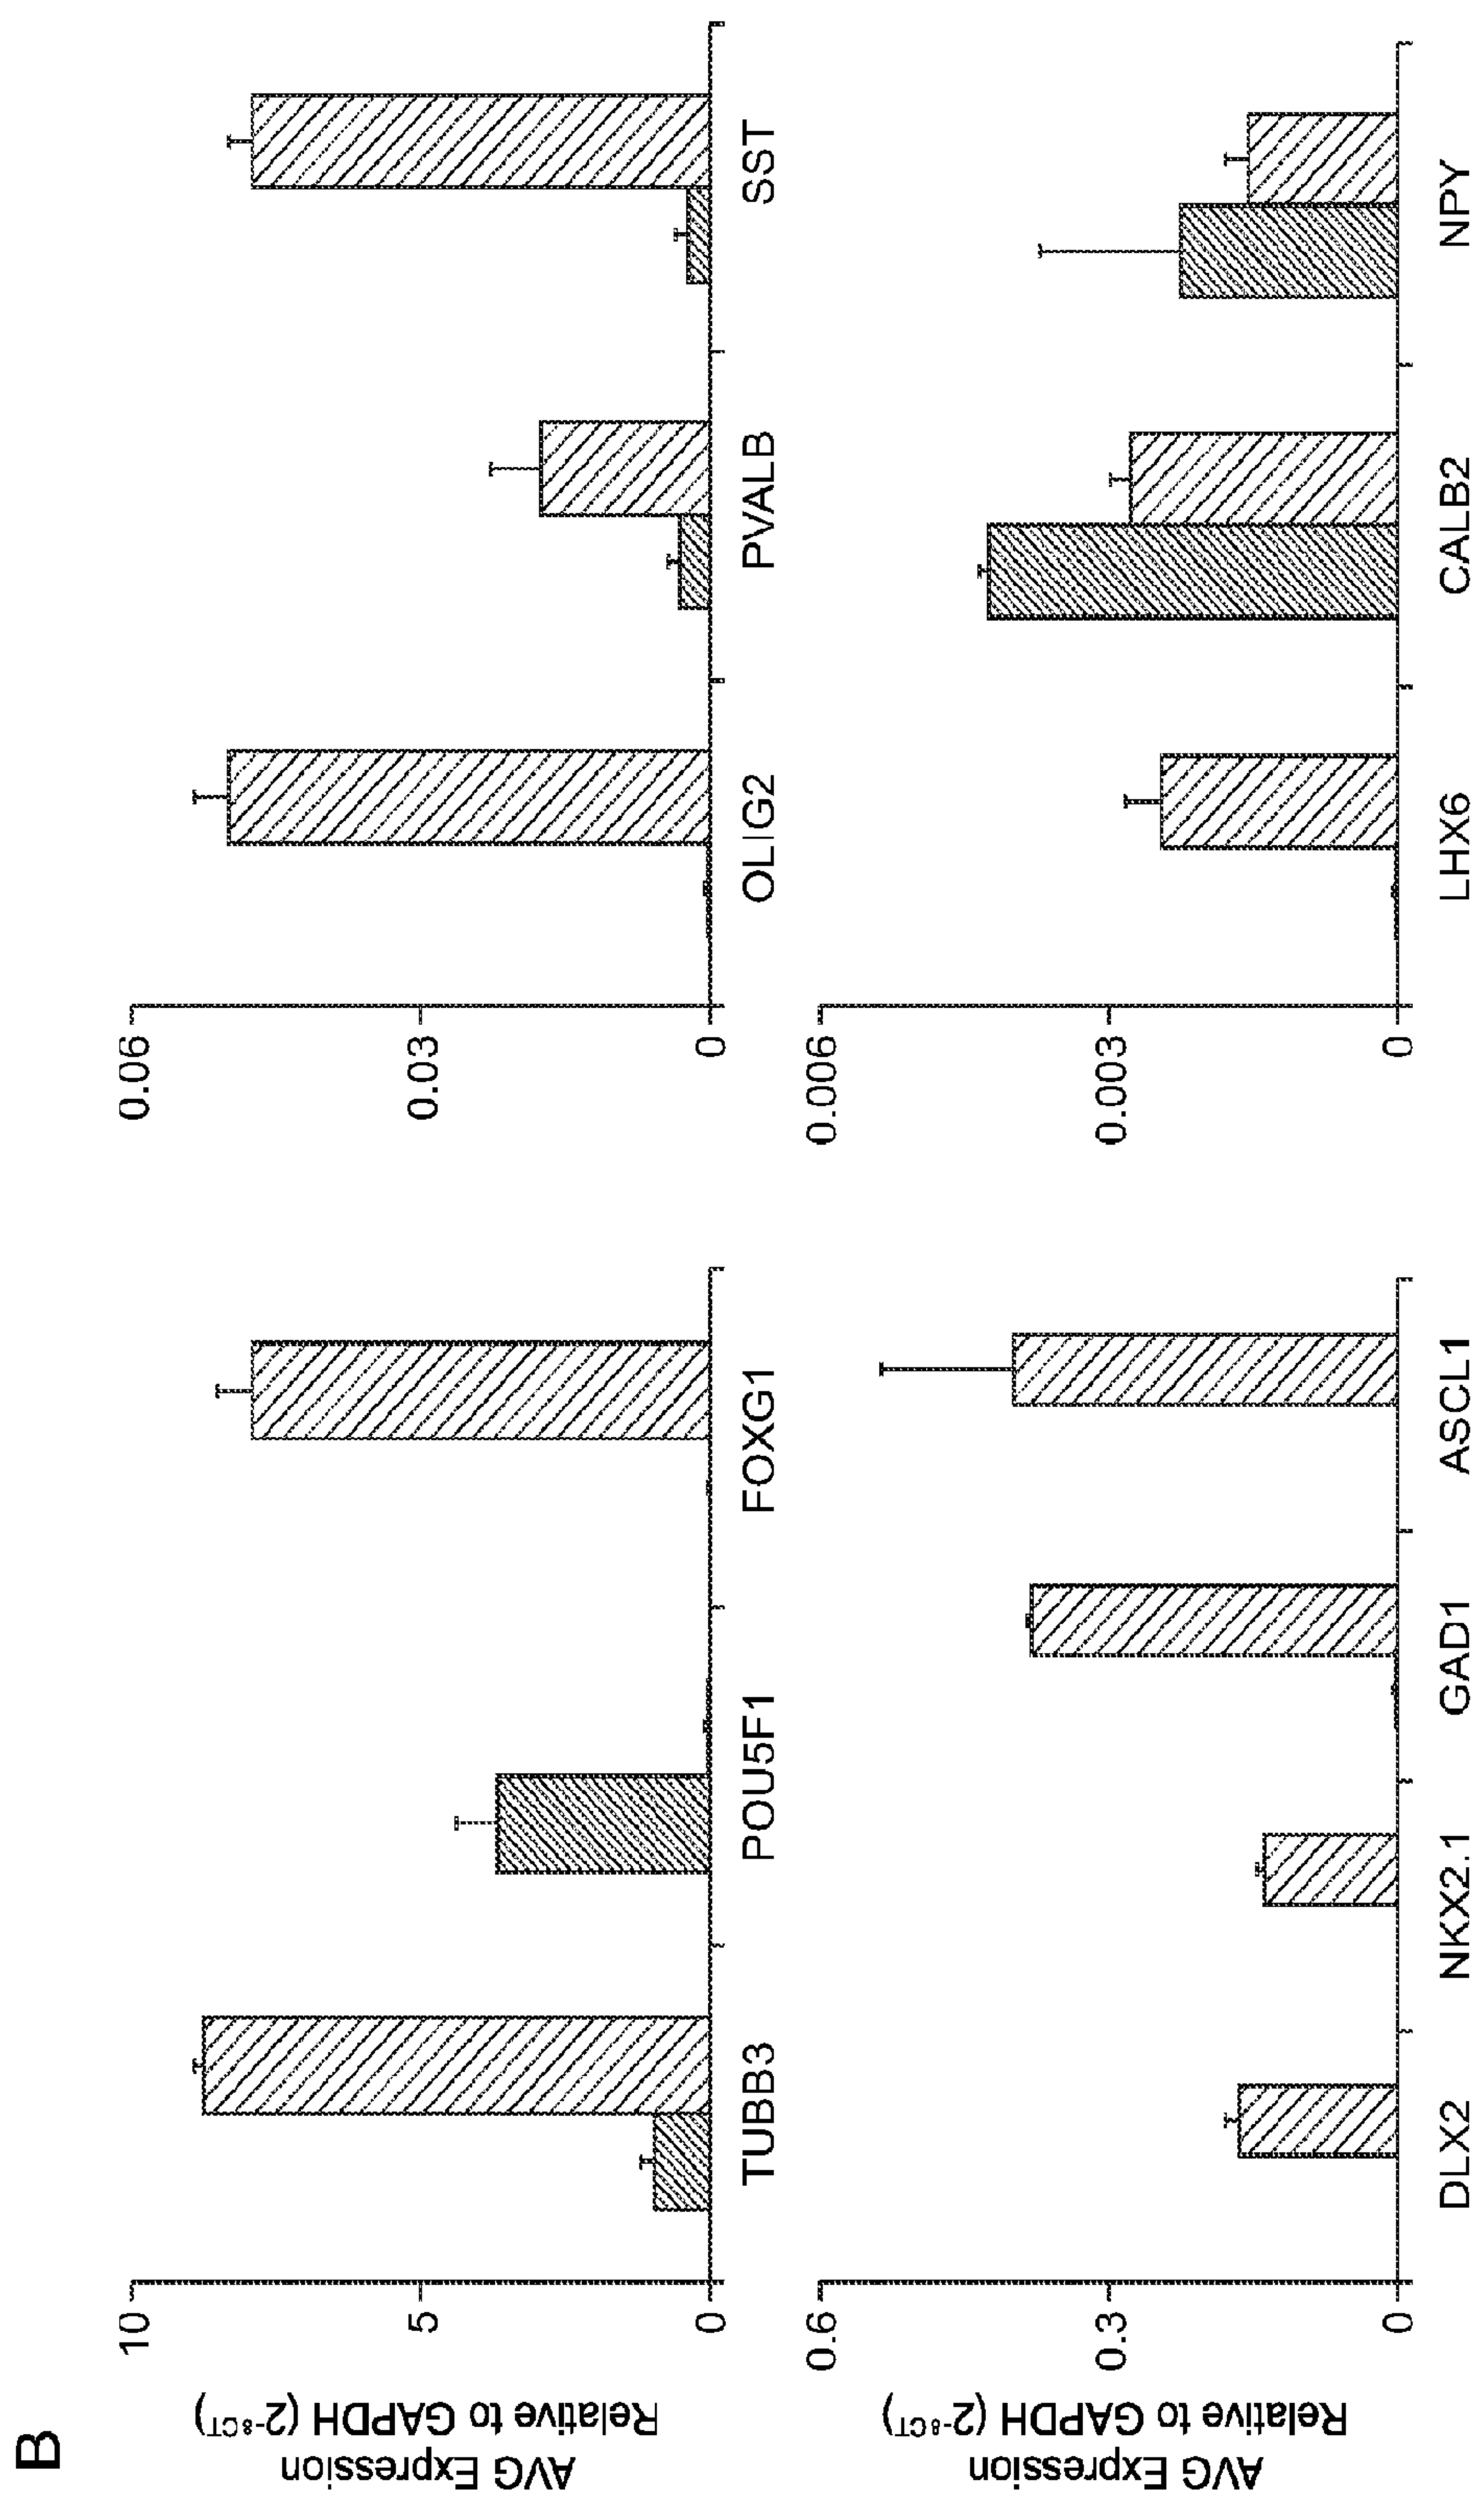 B
AVG Expression
Relative to GAPDH (2-δCT)
10
5
0
TUBB3
POU5F1
FOXG1
0.06
0.03
0
OLIG2
PVALB
SST
AVG Expression
Relative to GAPDH (2-δCT)
0.6
0.3
0
DLX2
NKX2.1
GAD1
ASCL1
0.006
0.003
0
LHX6
CALB2
NPY